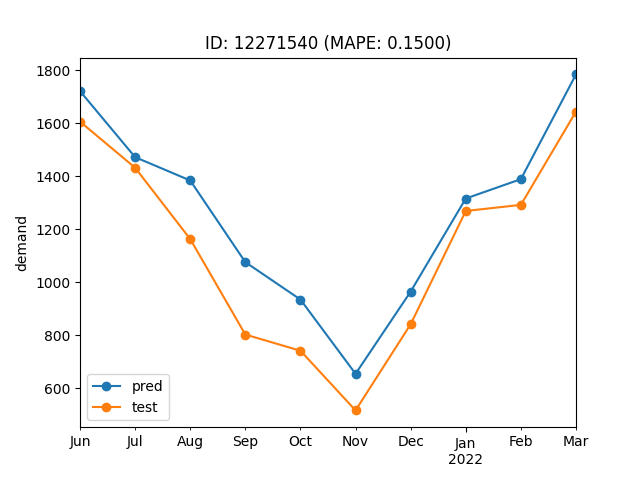 ID: 12271540 (MAPE: 0.1500)
1800
1600
1400
1200
1000
800
600
demand
pred
test
Jun Jul Aug Sep Oct Nov Dec Jan Feb Mar
2022